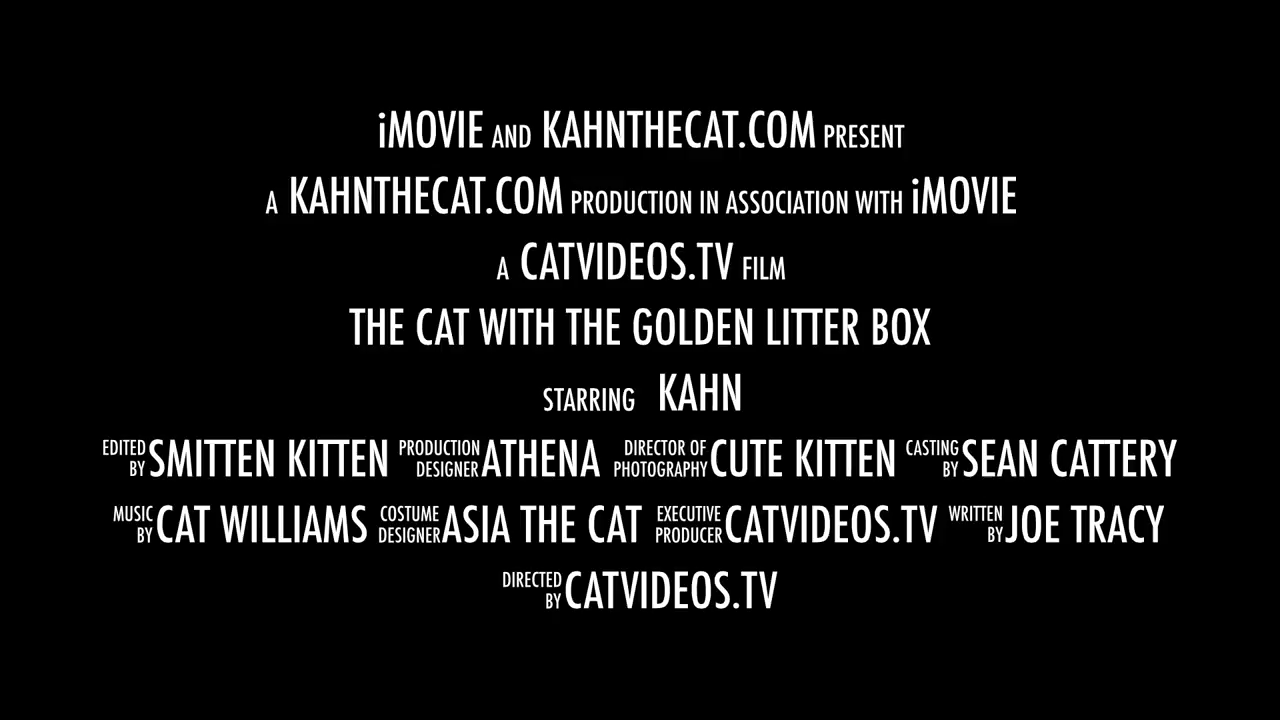 iMOVIE AND KAHNTHECAT.COM PRESENT
A KAHNTHECAT.COM PRODUCTION IN ASSOCIATION WITH iMOVIE
A CATVIDEOS.TV FILM
THE CAT WITH THE GOLDEN LITTER BOX
STARRING KAHN
EDITED BY SMITTEN KITTEN PRODUCTION DESIGNER ATHENA DIRECTOR OF PHOTOGRAPHY CUTE KITTEN CASTING BY SEAN CATTERY
MUSIC BY CAT WILLIAMS COSTUME DESIGNER ASIA THE CAT EXECUTIVE PRODUCER CATVIDEOS.TV WRITTEN BY JOE TRACY
DIRECTED BY CATVIDEOS.TV